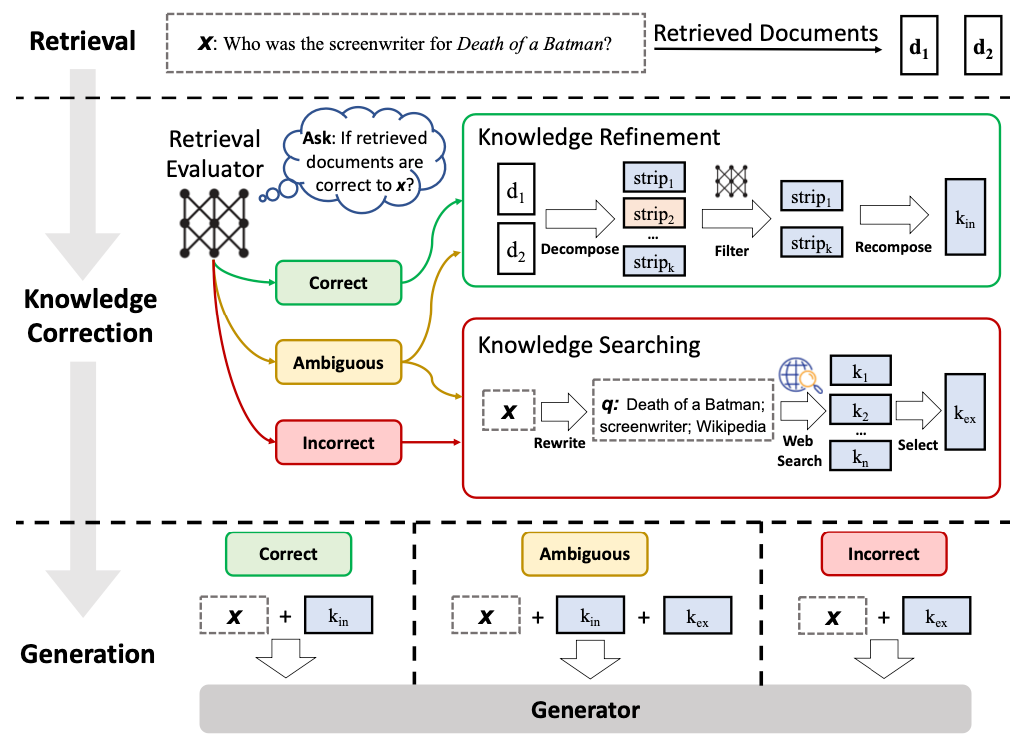 Retrieval
X: Who was the screenwriter for Death of a Batman?
Retrieved Documents
d1
d2
Retrieval
Evaluator
Ask: If retrieved
documents are
correct to x?
Knowledge Refinement
d1
d2
Decompose
strip1
strip2
...
stripk
Filter
strip1
stripk
Recompose
kin
Correct
Ambiguous
Incorrect
Knowledge
Correction
Knowledge Searching
X
Rewrite
q: Death of a Batman;
screenwriter; Wikipedia
Web
Search
k1
k2
...
kn
Select
kex
Generation
Correct
X + kin
Ambiguous
X + kin + kex
Incorrect
X + kex
Generator